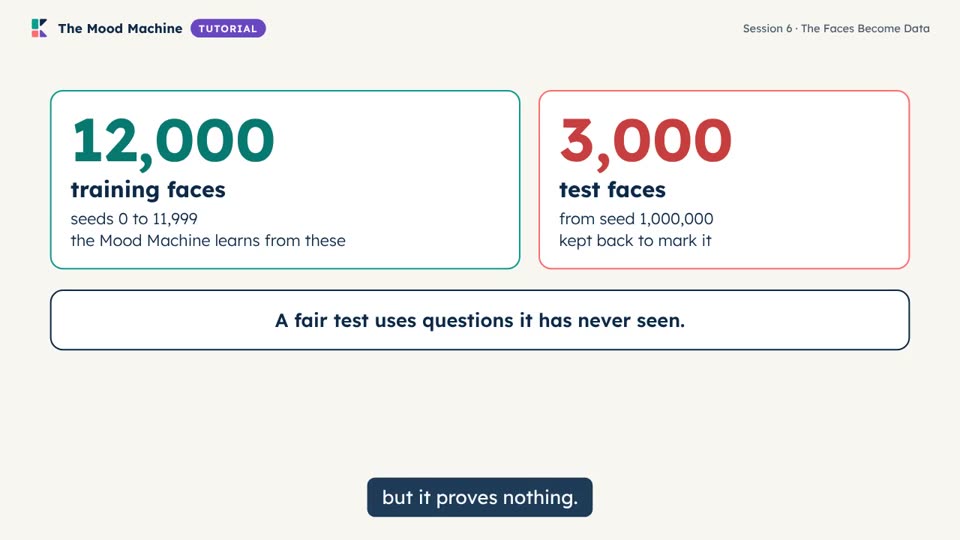 The Mood Machine TUTORIAL
Session 6 · The Faces Become Data
12,000
training faces
seeds 0 to 11,999
the Mood Machine learns from these
3,000
test faces
from seed 1,000,000
kept back to mark it
A fair test uses questions it has never seen.
but it proves nothing.